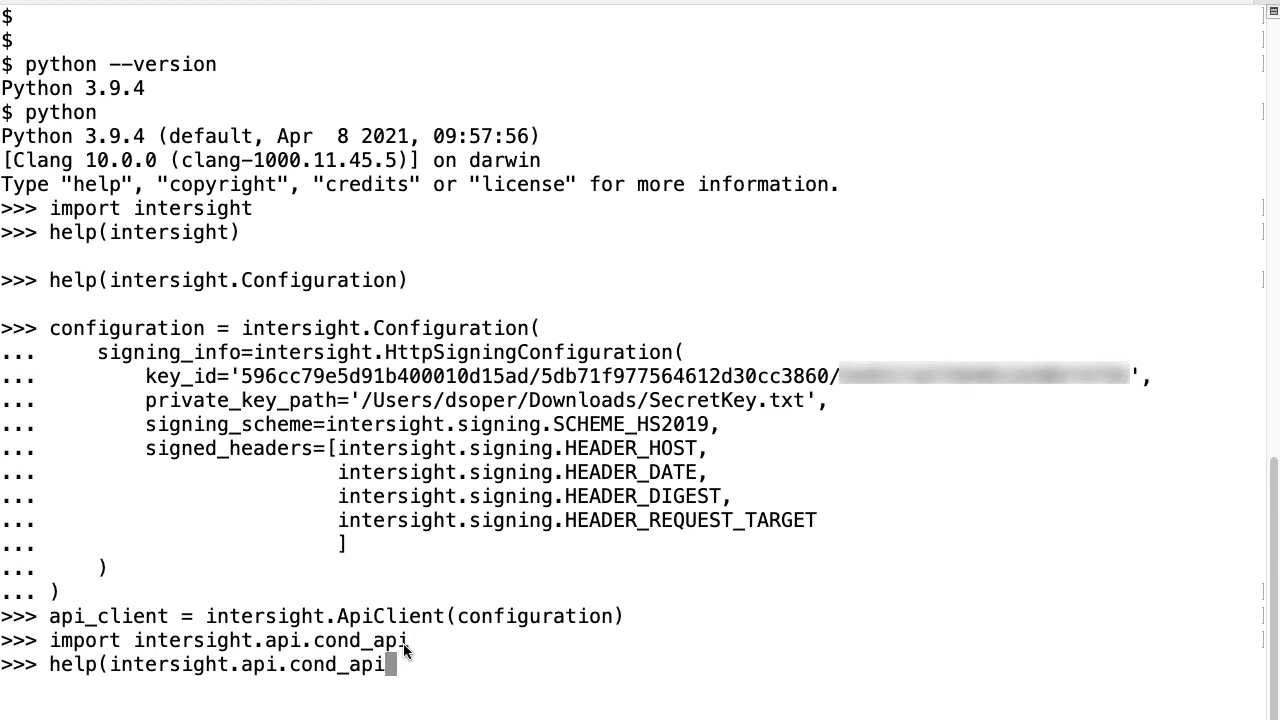 $
$
$ python --version
Python 3.9.4
$ python
Python 3.9.4 (default, Apr  8 2021, 09:57:56)
[Clang 10.0.0 (clang-1000.11.45.5)] on darwin
Type "help", "copyright", "credits" or "license" for more information.
>>> import intersight
>>> help(intersight)
>>> help(intersight.Configuration)
>>> configuration = intersight.Configuration(
...     signing_info=intersight.HttpSigningConfiguration(
...         key_id='596cc79e5d91b400010d15ad/5db71f977564612d30cc3860/',
...         private_key_path='/Users/dsoper/Downloads/SecretKey.txt',
...         signing_scheme=intersight.signing.SCHEME_HS2019,
...         signed_headers=[intersight.signing.HEADER_HOST,
...                         intersight.signing.HEADER_DATE,
...                         intersight.signing.HEADER_DIGEST,
...                         intersight.signing.HEADER_REQUEST_TARGET
...                         ]
...     )
... )
>>> api_client = intersight.ApiClient(configuration)
>>> import intersight.api.cond_api
>>> help(intersight.api.cond_api